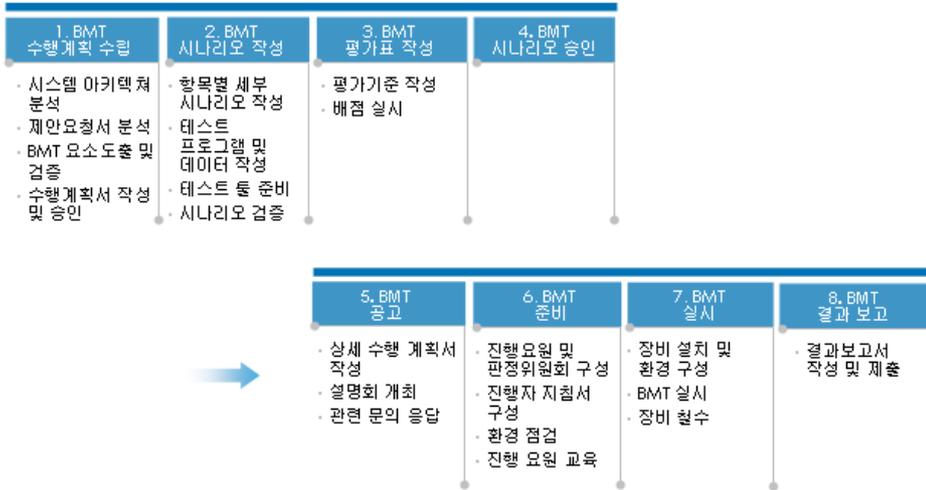 1. BMT
수행계획 수립
· 시스템 아키텍쳐
분석
· 제안요청서 분석
· BMT 요소도출 및
검증
· 수행계획서 작성
및 승인
2. BMT
시나리오 작성
· 항목별 세부
시나리오 작성
· 테스트
프로그램 및
데이터 작성
· 테스트 툴 준비
· 시나리오 검증
3. BMT
평가표 작성
· 평가기준 작성
· 배점 실시
4. BMT
시나리오 승인
5. BMT
공고
· 상세 수행 계획서
작성
· 설명회 개최
· 관련 문의 응답
6. BMT
준비
· 진행요원 및
판정위원회 구성
· 진행자 지침서
구성
· 환경 점검
· 진행 요원 교육
7. BMT
실시
· 장비 설치 및
환경 구성
· BMT 실시
· 장비 철수
8. BMT
결과 보고
· 결과보고서
작성 및 제출